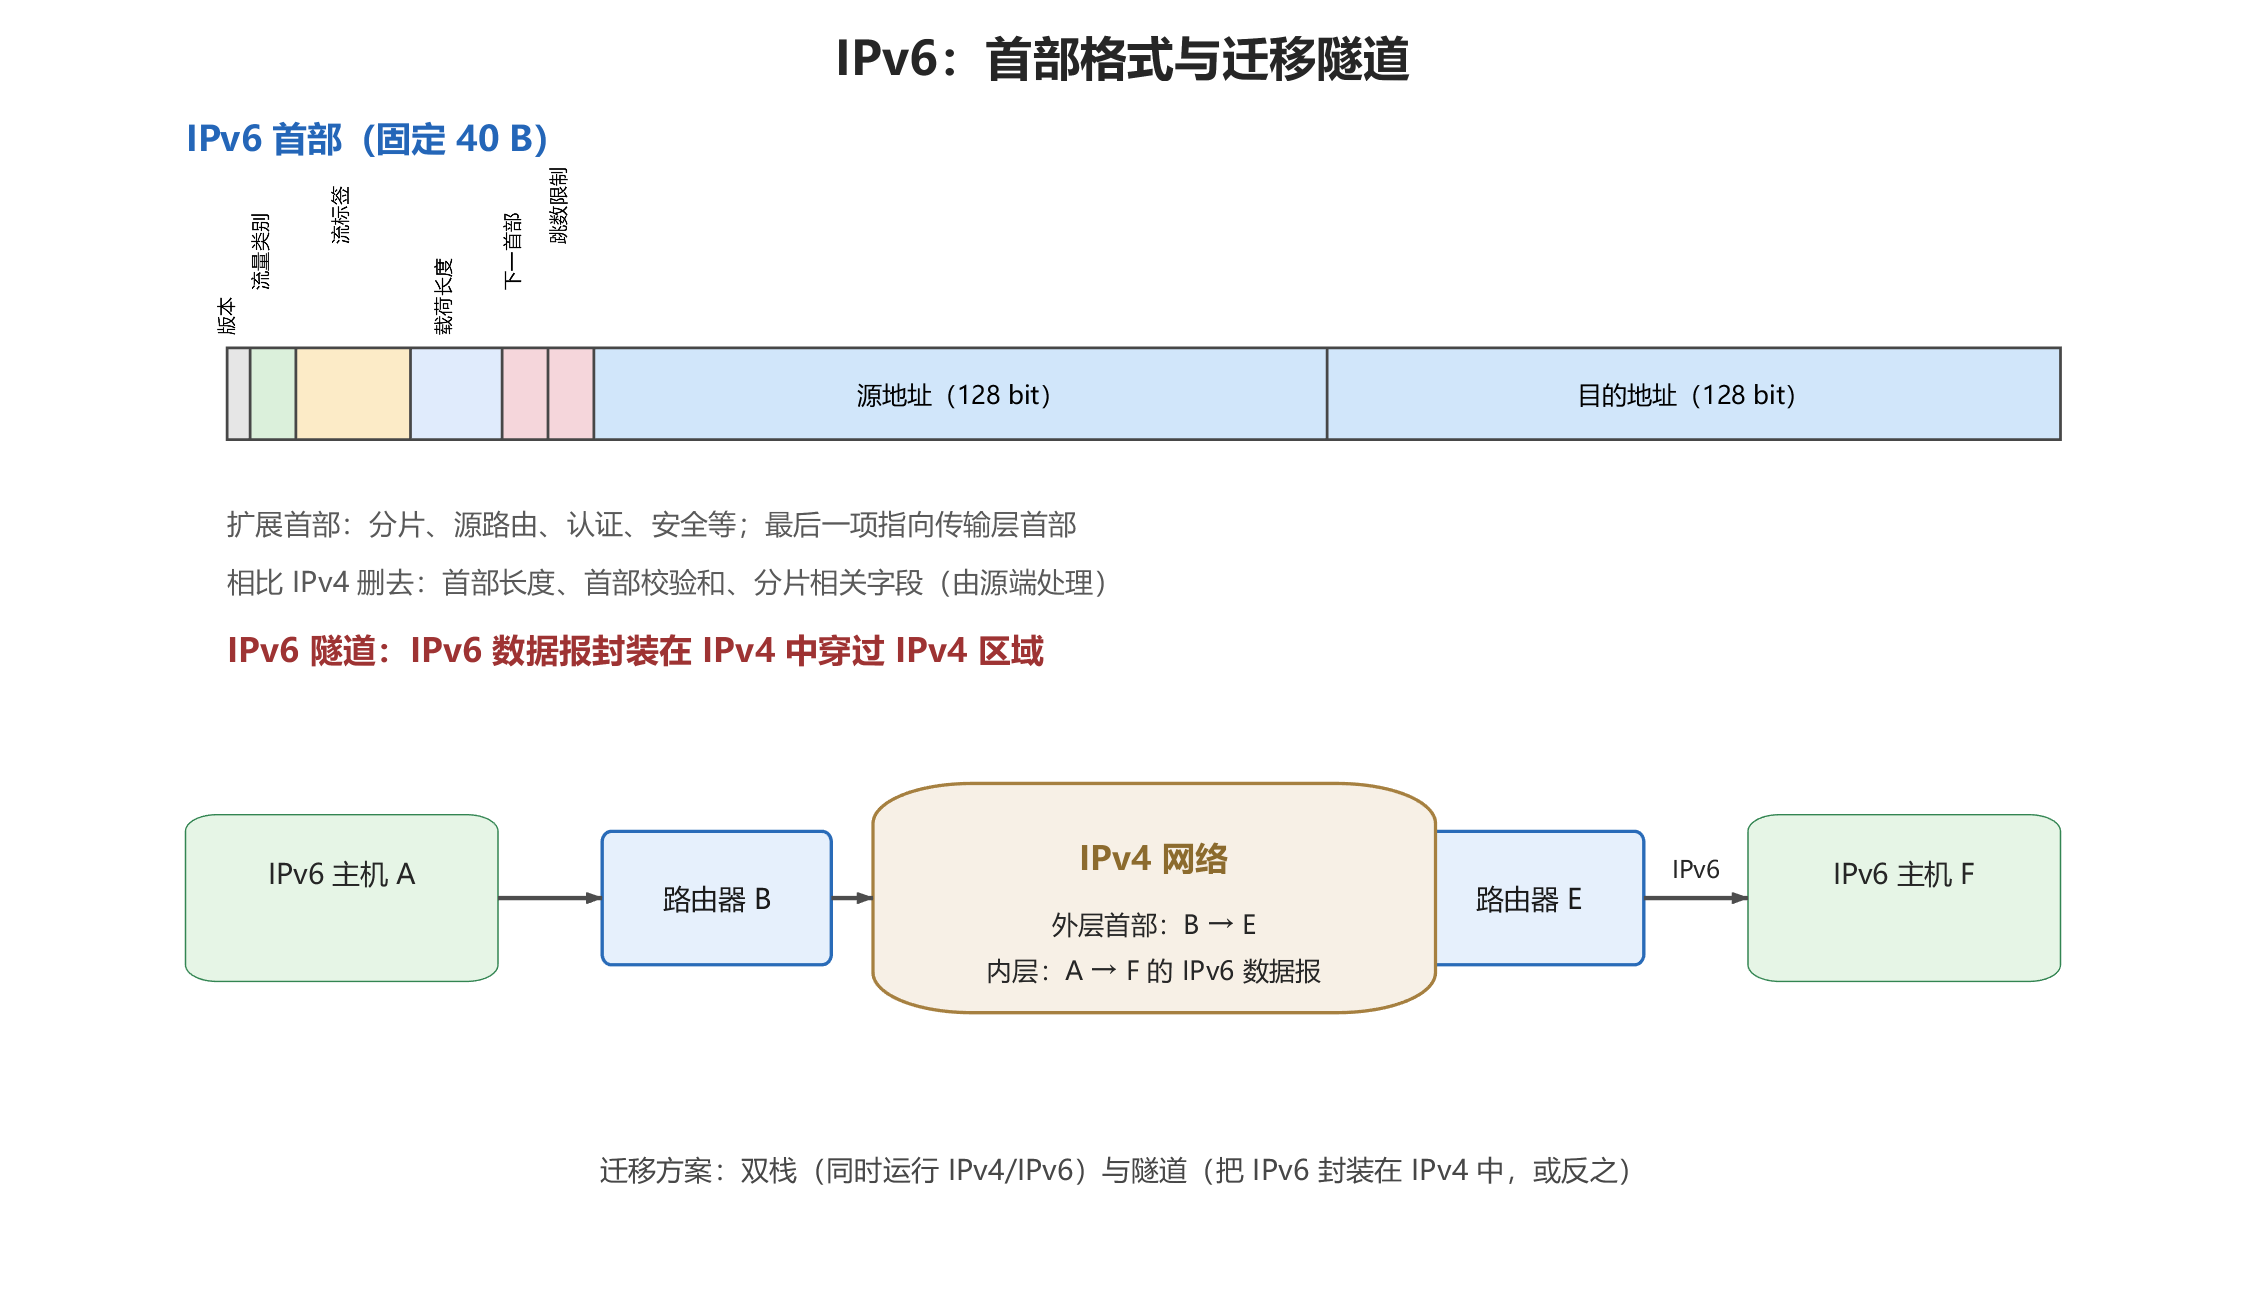 IPv6：首部格式与迁移隧道
IPv6 首部（固定 40 B）
版本
流量类别
流标签
载荷长度
下一首部
跳数限制
源地址（128 bit）
目的地址（128 bit）
扩展首部：分片、源路由、认证、安全等；最后一项指向传输层首部
相比 IPv4 删去：首部长度、首部校验和、分片相关字段（由源端处理）
IPv6 隧道：IPv6 数据报封装在 IPv4 中穿过 IPv4 区域
IPv6 主机 A
路由器 B
IPv4 网络
外层首部：B → E
内层：A → F 的 IPv6 数据报
路由器 E
IPv6
IPv6 主机 F
迁移方案：双栈（同时运行 IPv4/IPv6）与隧道（把 IPv6 封装在 IPv4 中，或反之）